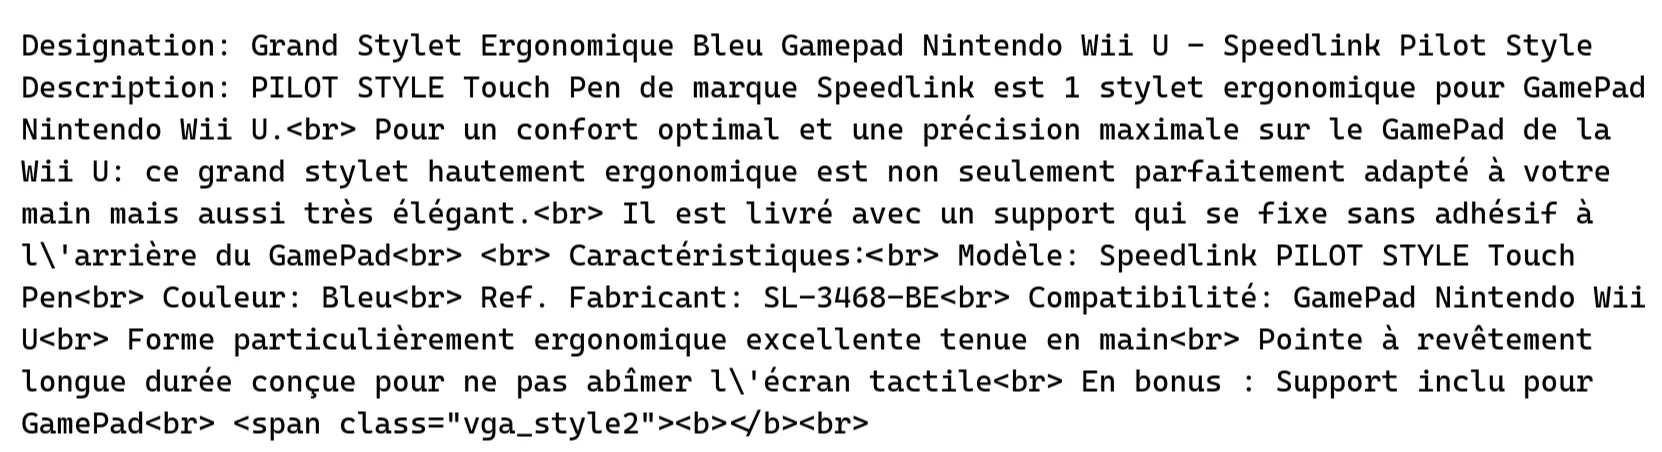 Designation: Grand Stylet Ergonomique Bleu Gamepad Nintendo Wii U - Speedlink Pilot Style
Description: PILOT STYLE Touch Pen de marque Speedlink est 1 stylet ergonomique pour GamePad
Nintendo Wii U.<br> Pour un confort optimal et une précision maximale sur le GamePad de la
Wii U: ce grand stylet hautement ergonomique est non seulement parfaitement adapté à votre
main mais aussi très élégant.<br> Il est livré avec un support qui se fixe sans adhésif à
l\'arrière du GamePad<br> <br> Caractéristiques:<br> Modèle: Speedlink PILOT STYLE Touch
Pen<br> Couleur: Bleu<br> Ref. Fabricant: SL-3468-BE<br> Compatibilité: GamePad Nintendo Wii
U<br> Forme particulièrement ergonomique excellente tenue en main<br> Pointe à revêtement
longue durée conçue pour ne pas abîmer l\'écran tactile<br> En bonus : Support inclu pour
GamePad<br> <span class="vga_style2"><b></b><br>